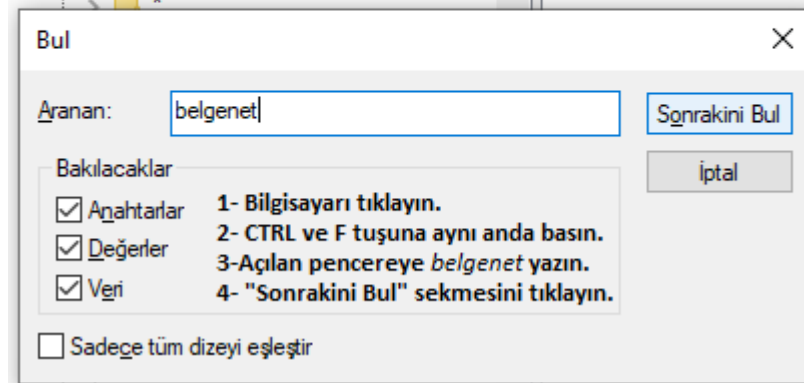 Bul
Aranan: belgenet
Sonrakini Bul
Bakılacaklar
İptal
Anahtarlar
Değerler
Veri
1- Bilgisayarı tıklayın.
2- CTRL ve F tuşuna aynı anda basın.
3-Açılan pencereye belgenet yazın.
4- "Sonrakini Bul" sekmesini tıklayın.
Sadece tüm dizeyi eşleştir